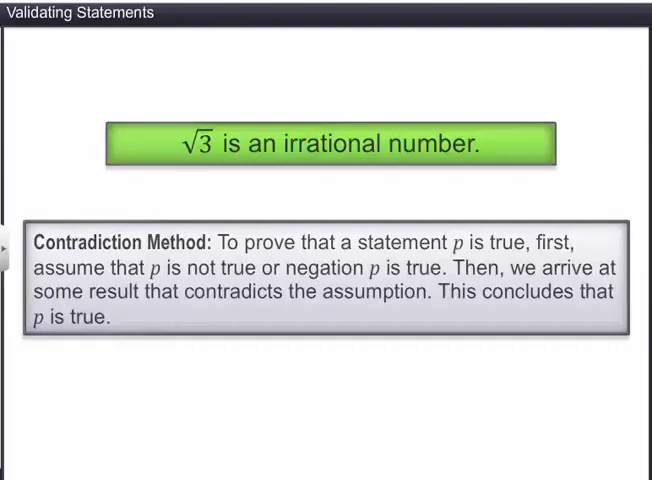 Validating Statements
√3 is an irrational number.
Contradiction Method: To prove that a statement p is true, first,
assume that p is not true or negation p is true. Then, we arrive at
some result that contradicts the assumption. This concludes that
p is true.